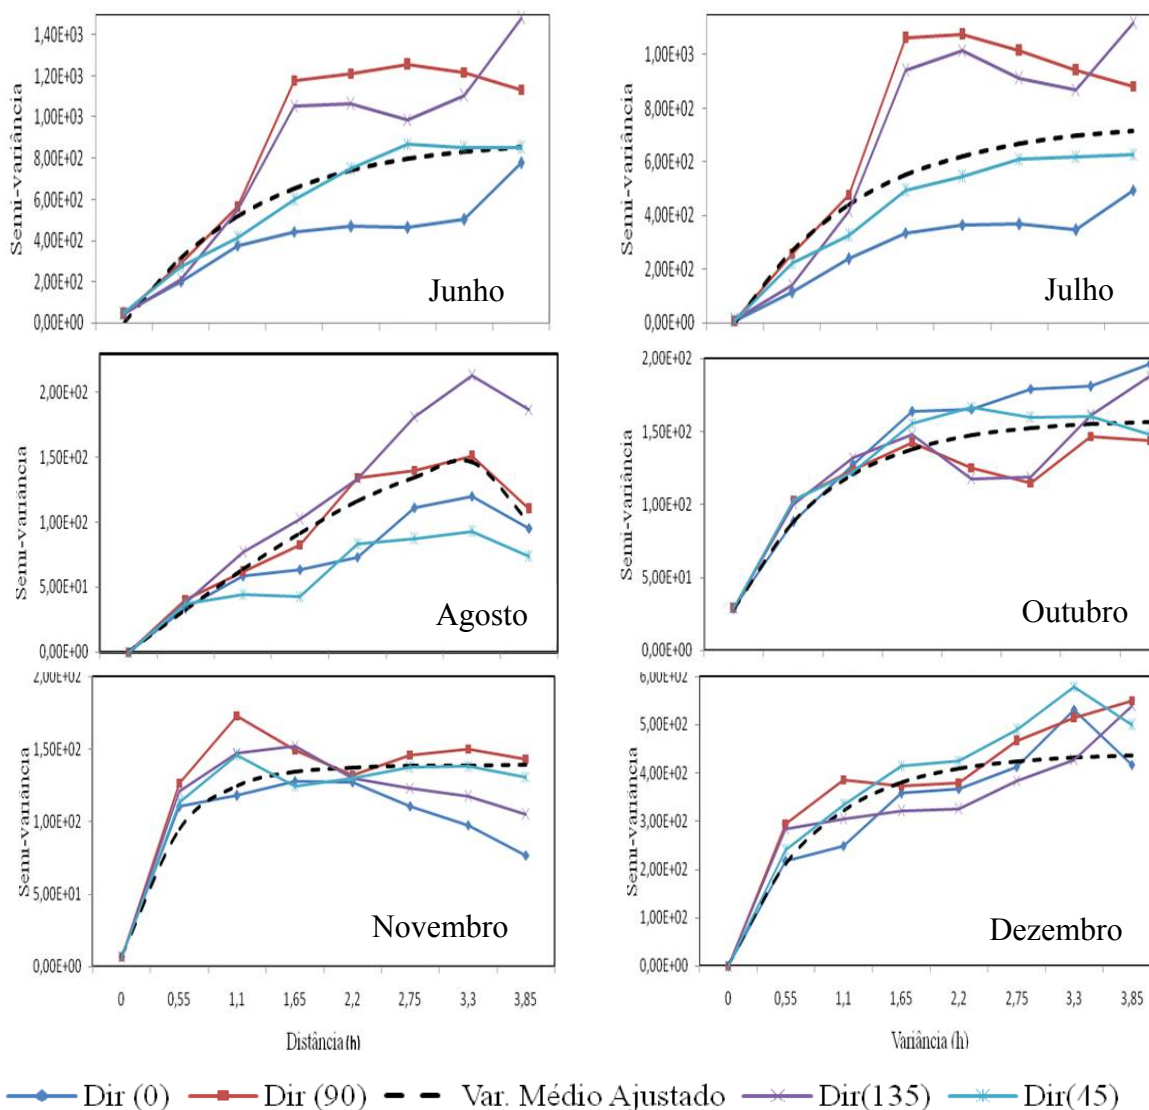 Semi-variância
1,40E+03
1,20E+03
1,00E+03
8,00E+02
6,00E+02
4,00E+02
2,00E+02
0,00E+00
Junho
Semi-variância
1,00E+03
8,00E+02
6,00E+02
4,00E+02
2,00E+02
0,00E+00
Julho
Semi-variância
2,00E+02
1,50E+02
1,00E+02
5,00E+01
0,00E+00
Agosto
Semi-variância
2,00E+02
1,50E+02
1,00E+02
5,00E+01
0,00E+00
Outubro
Semi-variância
2,00E+02
1,50E+02
1,00E+02
5,00E+01
0,00E+00
Novembro
0 0,55 1,1 1,65 2,2 2,75 3,3 3,85
Distância (h)
Semi-variância
6,00E+02
5,00E+02
4,00E+02
3,00E+02
2,00E+02
1,00E+02
0,00E+00
Dezembro
0 0,55 1,1 1,65 2,2 2,75 3,3 3,85
Variância (h)
Dir (0) Dir (90) Var. Médio Ajustado Dir(135) Dir(45)